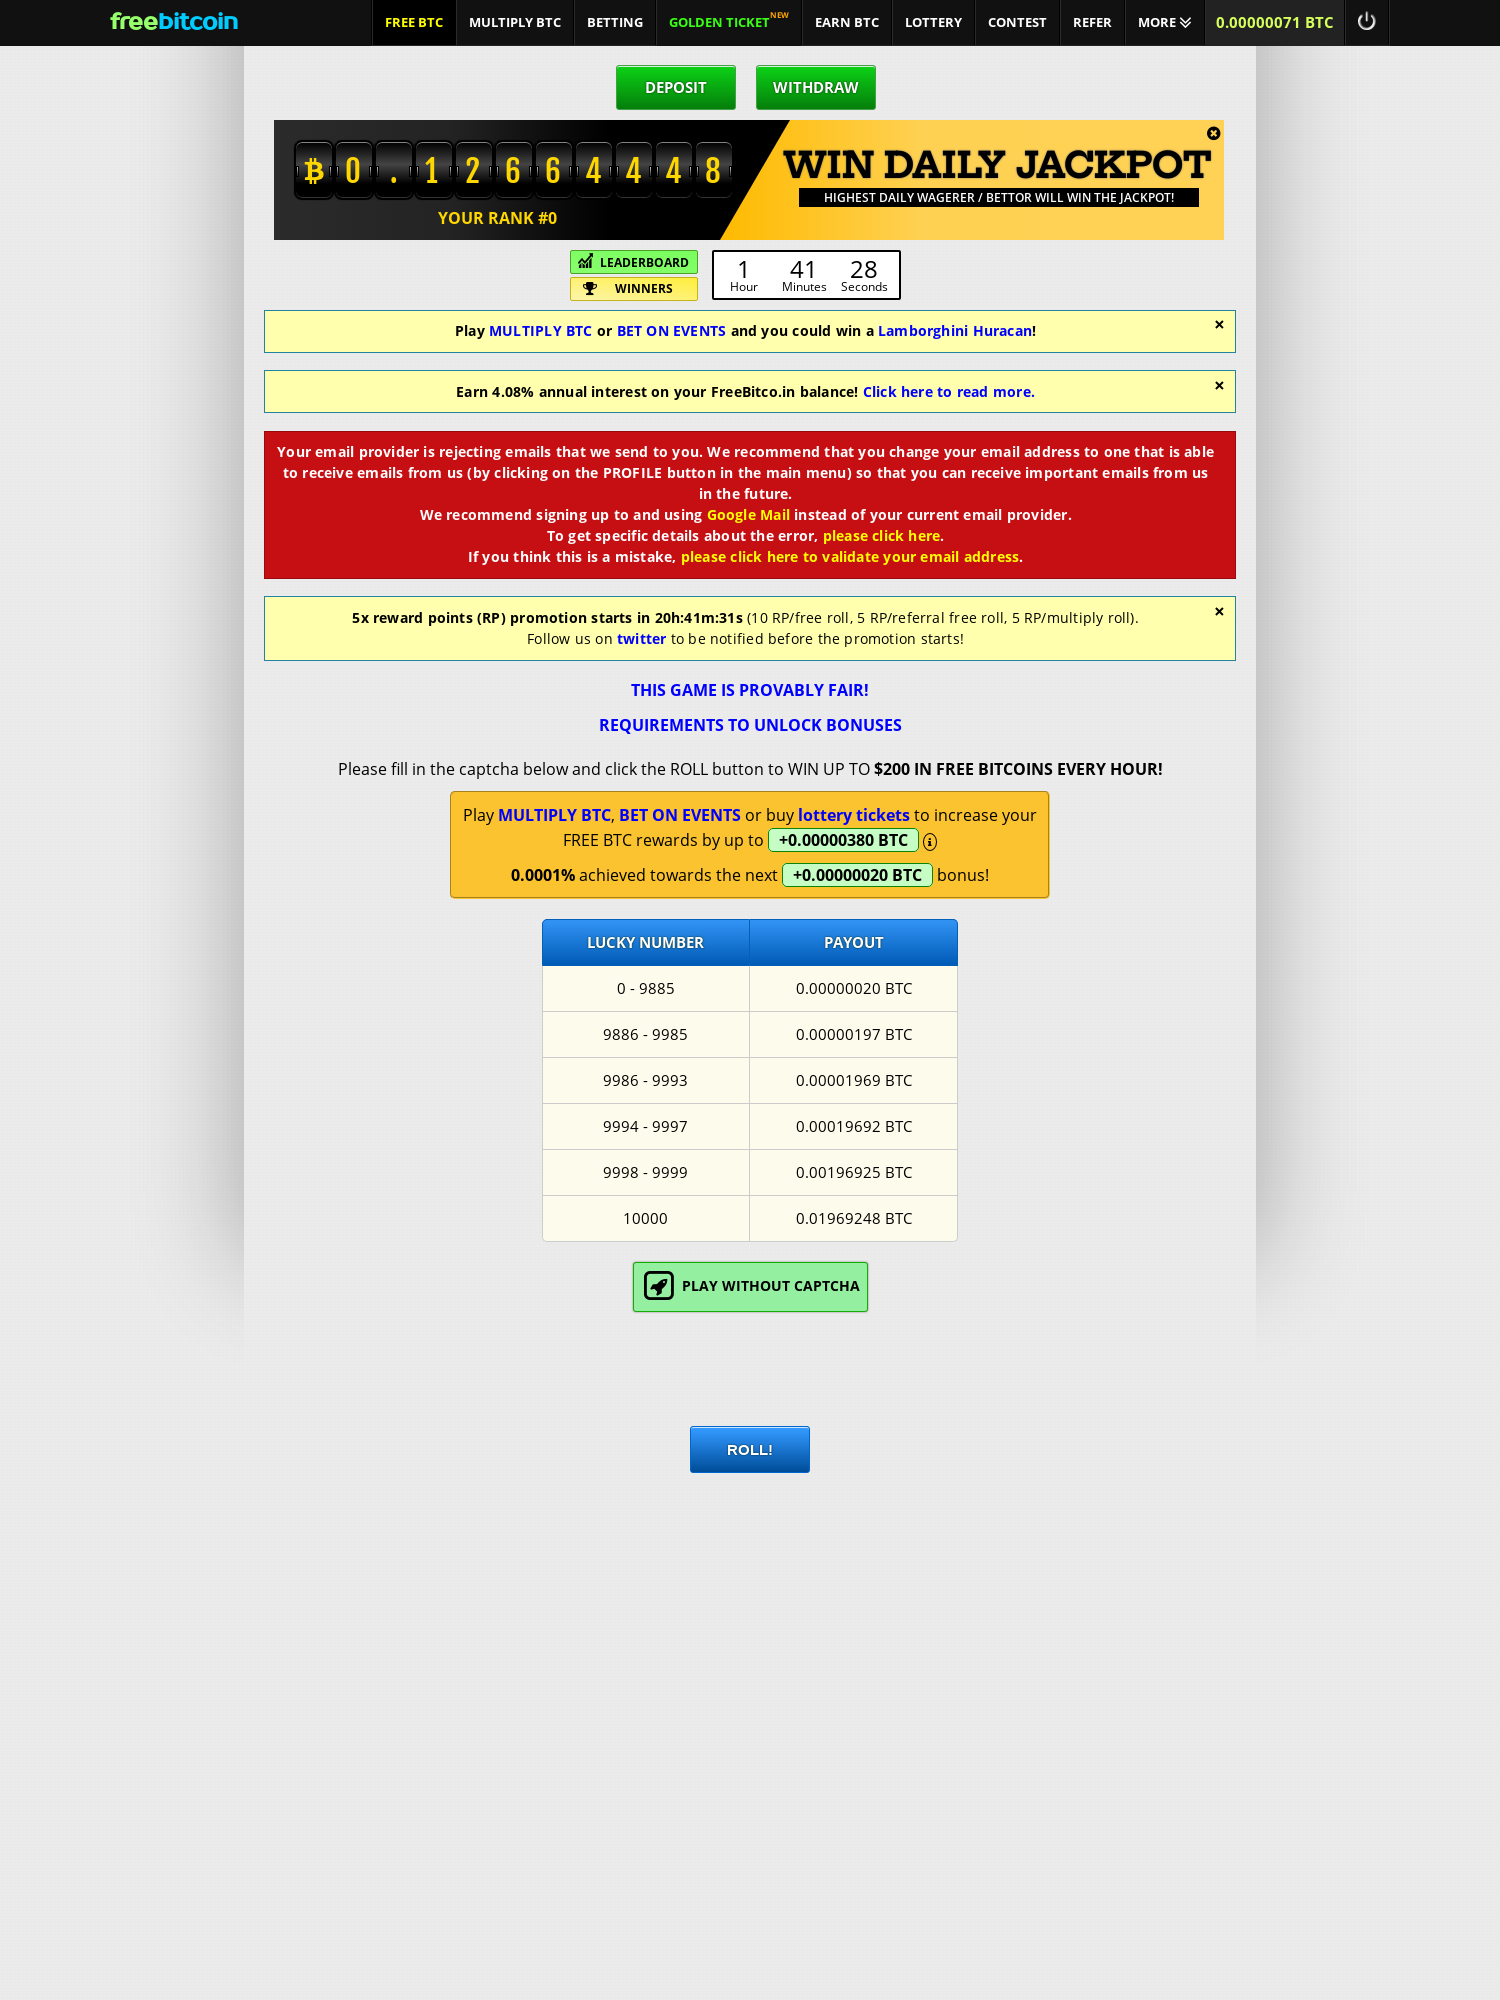 freebitcoin
FREE BTC MULTIPLY BTC BETTING GOLDEN TICKET NEW EARN BTC LOTTERY CONTEST REFER MORE 0.00000071 BTC
DEPOSIT WITHDRAW
0.12664448
YOUR RANK #0
WIN DAILY JACKPOT
HIGHEST DAILY WAGERER / BETTOR WILL WIN THE JACKPOT!
LEADERBOARD
WINNERS
1 41 28
Hour Minutes Seconds
Play MULTIPLY BTC or BET ON EVENTS and you could win a Lamborghini Huracan!
Earn 4.08% annual interest on your FreeBitco.in balance! Click here to read more.
Your email provider is rejecting emails that we send to you. We recommend that you change your email address to one that is able
to receive emails from us (by clicking on the PROFILE button in the main menu) so that you can receive important emails from us
in the future.
We recommend signing up to and using Google Mail instead of your current email provider.
To get specific details about the error, please click here.
If you think this is a mistake, please click here to validate your email address.
5x reward points (RP) promotion starts in 20h:41m:31s (10 RP/free roll, 5 RP/referral free roll, 5 RP/multiply roll).
Follow us on twitter to be notified before the promotion starts!
THIS GAME IS PROVABLY FAIR!
REQUIREMENTS TO UNLOCK BONUSES
Please fill in the captcha below and click the ROLL button to WIN UP TO $200 IN FREE BITCOINS EVERY HOUR!
Play MULTIPLY BTC, BET ON EVENTS or buy lottery tickets to increase your
FREE BTC rewards by up to +0.00000380 BTC
0.0001% achieved towards the next +0.00000020 BTC bonus!
LUCKY NUMBER PAYOUT
0 - 9885 0.00000020 BTC
9886 - 9985 0.00000197 BTC
9986 - 9993 0.00001969 BTC
9994 - 9997 0.00019692 BTC
9998 - 9999 0.00196925 BTC
10000 0.01969248 BTC
PLAY WITHOUT CAPTCHA
ROLL!